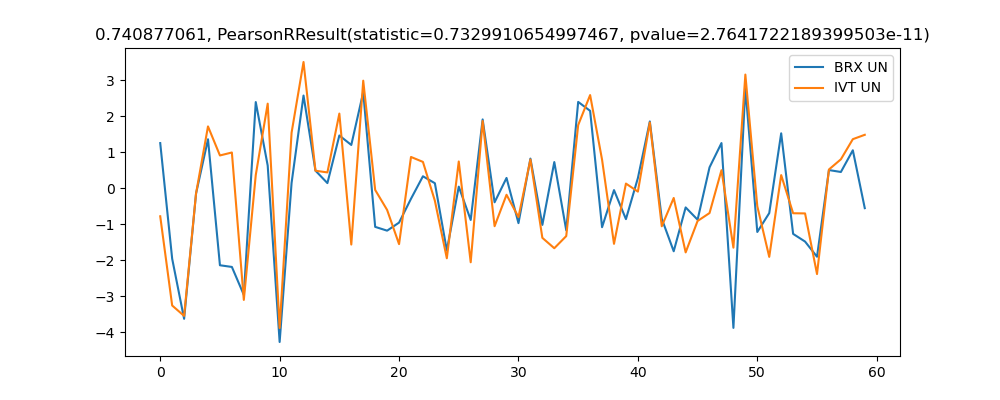 0.740877061, PearsonRResult(statistic=0.7329910654997467, pvalue=2.7641722189399503e-11)
BRX UN
IVT UN
3
2
1
0
−1
−2
−3
−4
0 10 20 30 40 50 60